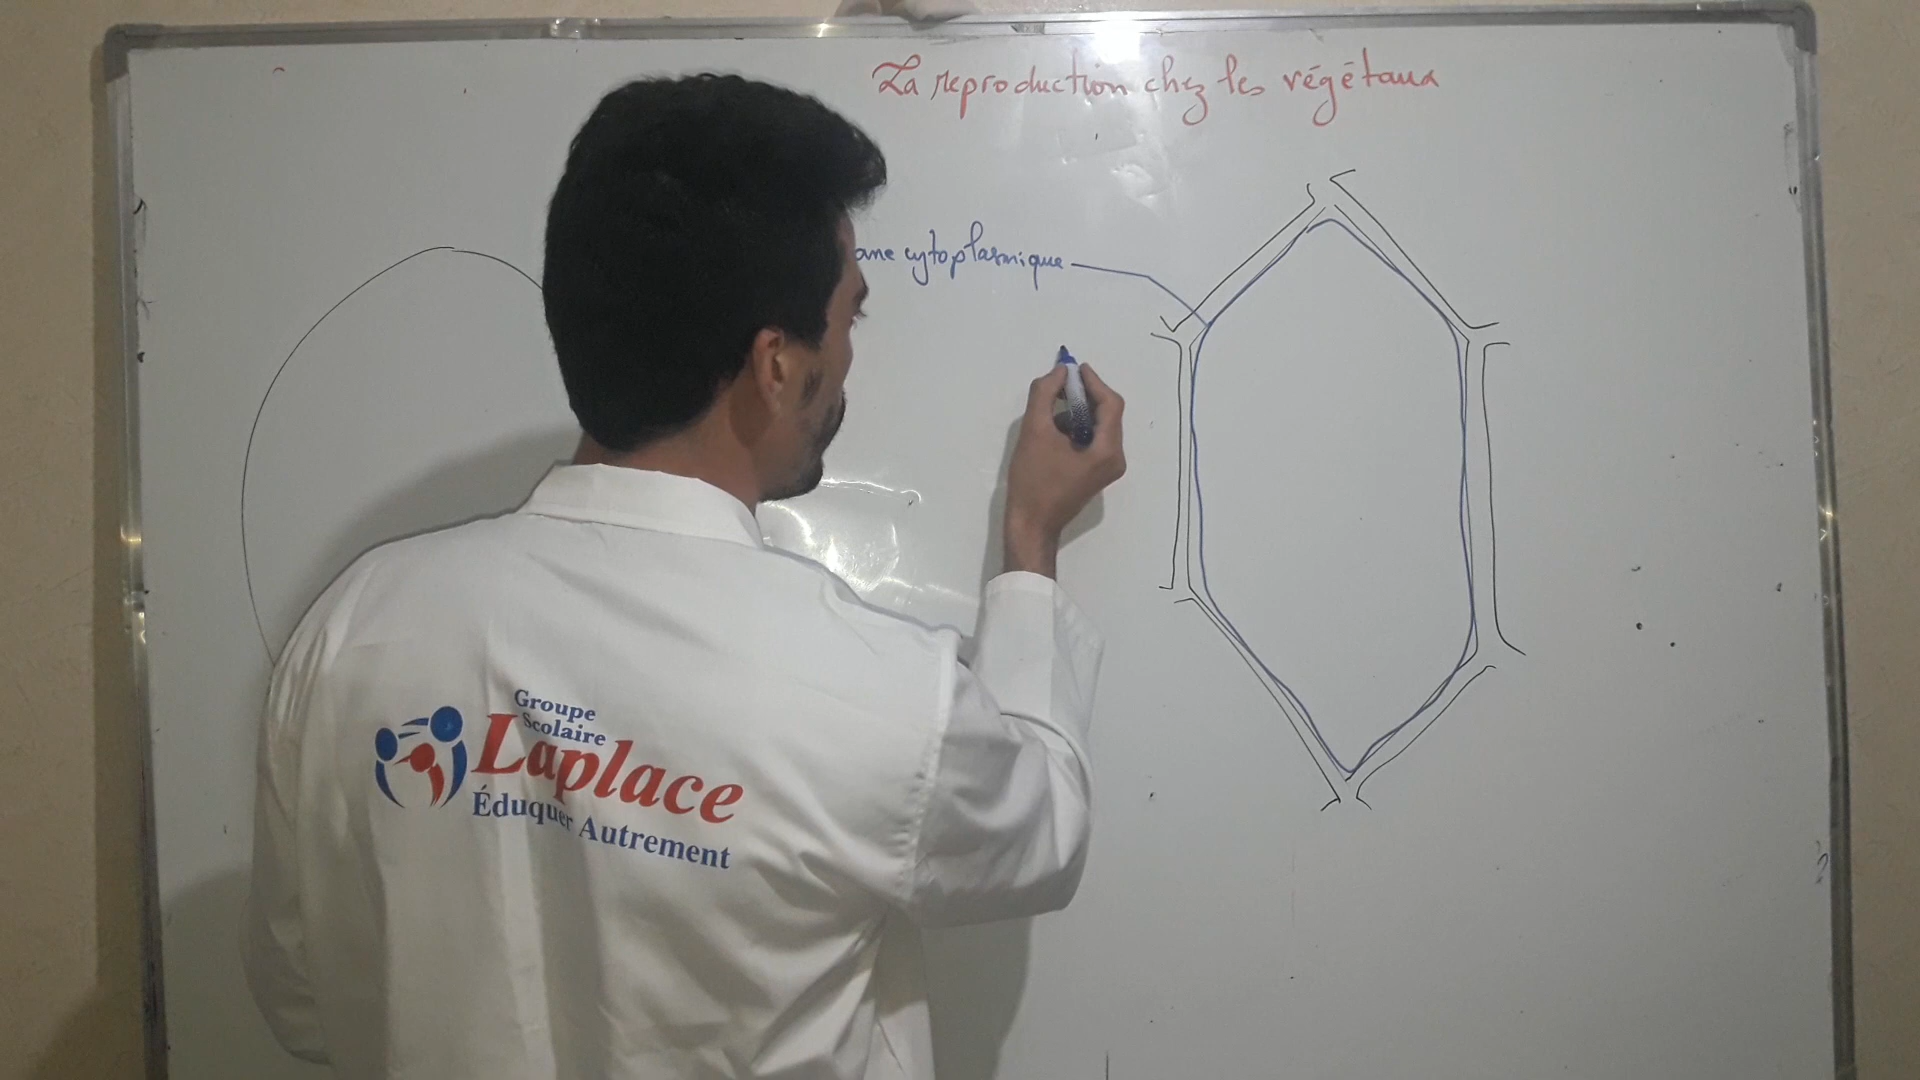 La reproduction chez les végétaux
ane cytoplasmique
Groupe
Scolaire
Laplace
Éduquer Autrement